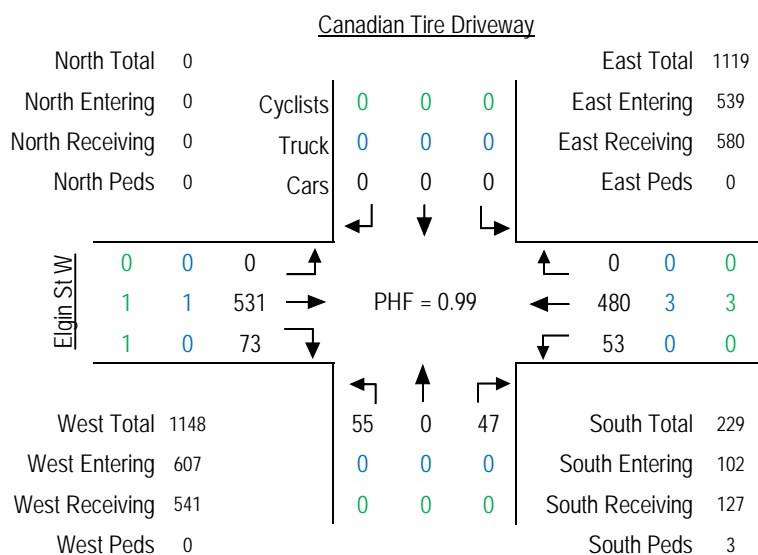 Canadian Tire Driveway
North Total 0
North Entering 0
North Receiving 0
North Peds 0
Cyclists 0 0 0
Truck 0 0 0
Cars 0 0 0
East Total 1119
East Entering 539
East Receiving 580
East Peds 0
Elgin St W
0 0 0
1 1 531
1 0 73
PHF = 0.99
0 0 0
480 3 3
53 0 0
West Total 1148
West Entering 607
West Receiving 541
West Peds 0
55 0 47
0 0 0
0 0 0
South Total 229
South Entering 102
South Receiving 127
South Peds 3